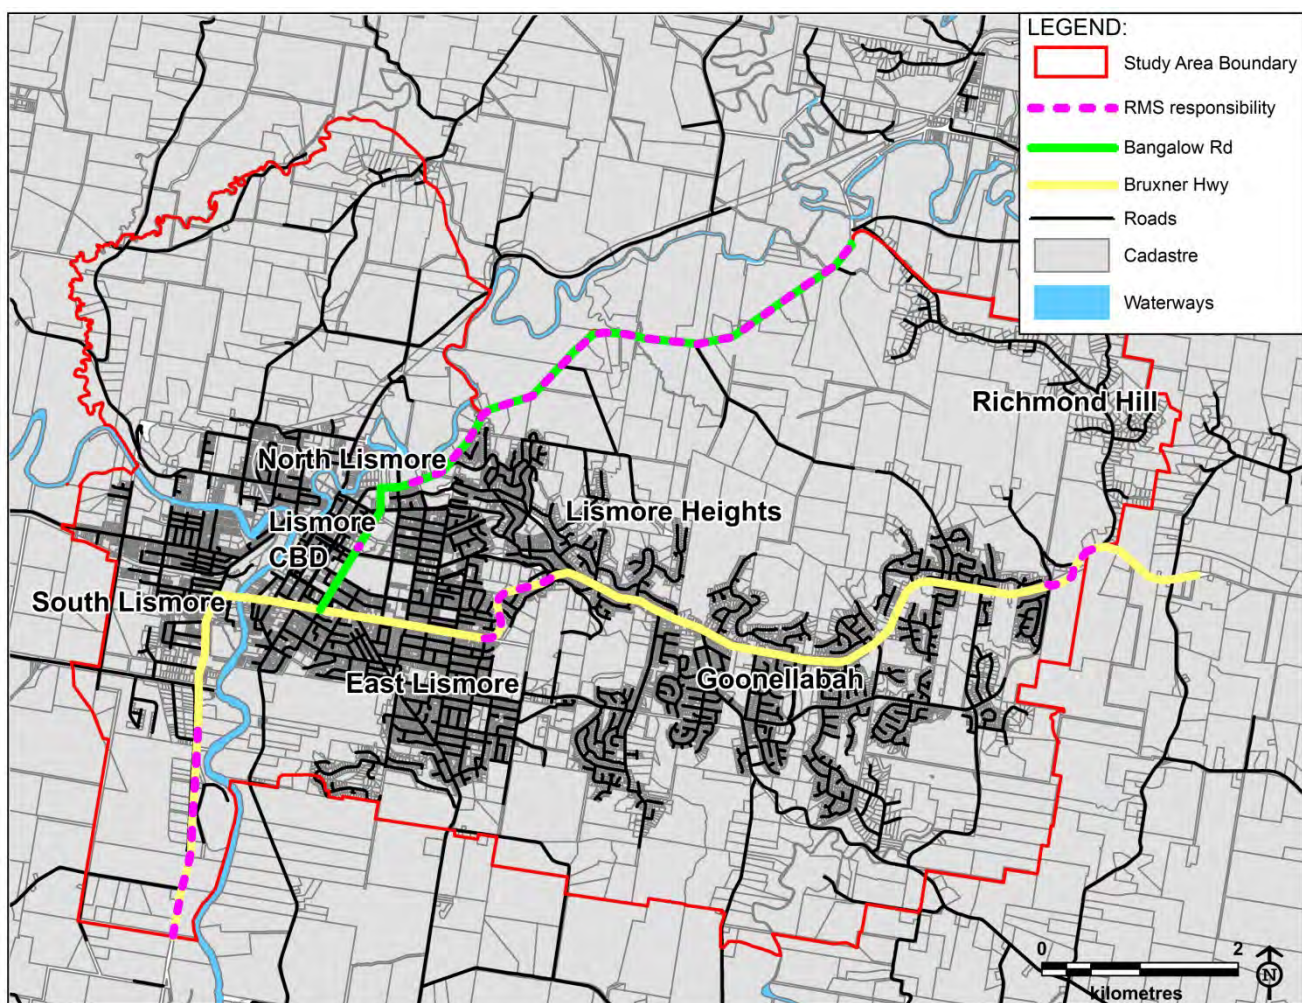 LEGEND:
Study Area Boundary
RMS responsibility
Bangalow Rd
Bruxner Hwy
Roads
Cadastre
Waterways
Richmond Hill
North Lismore
Lismore Heights
Lismore
CBD
South Lismore
Goonellabah
East Lismore
0 2
kilometres
N